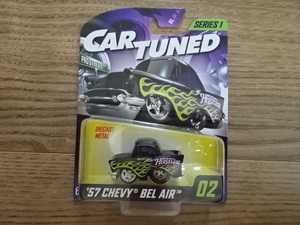 SERIES 1
CAR TUNED
DIECAST
METAL
'57 CHEVY® BEL AIR™
02